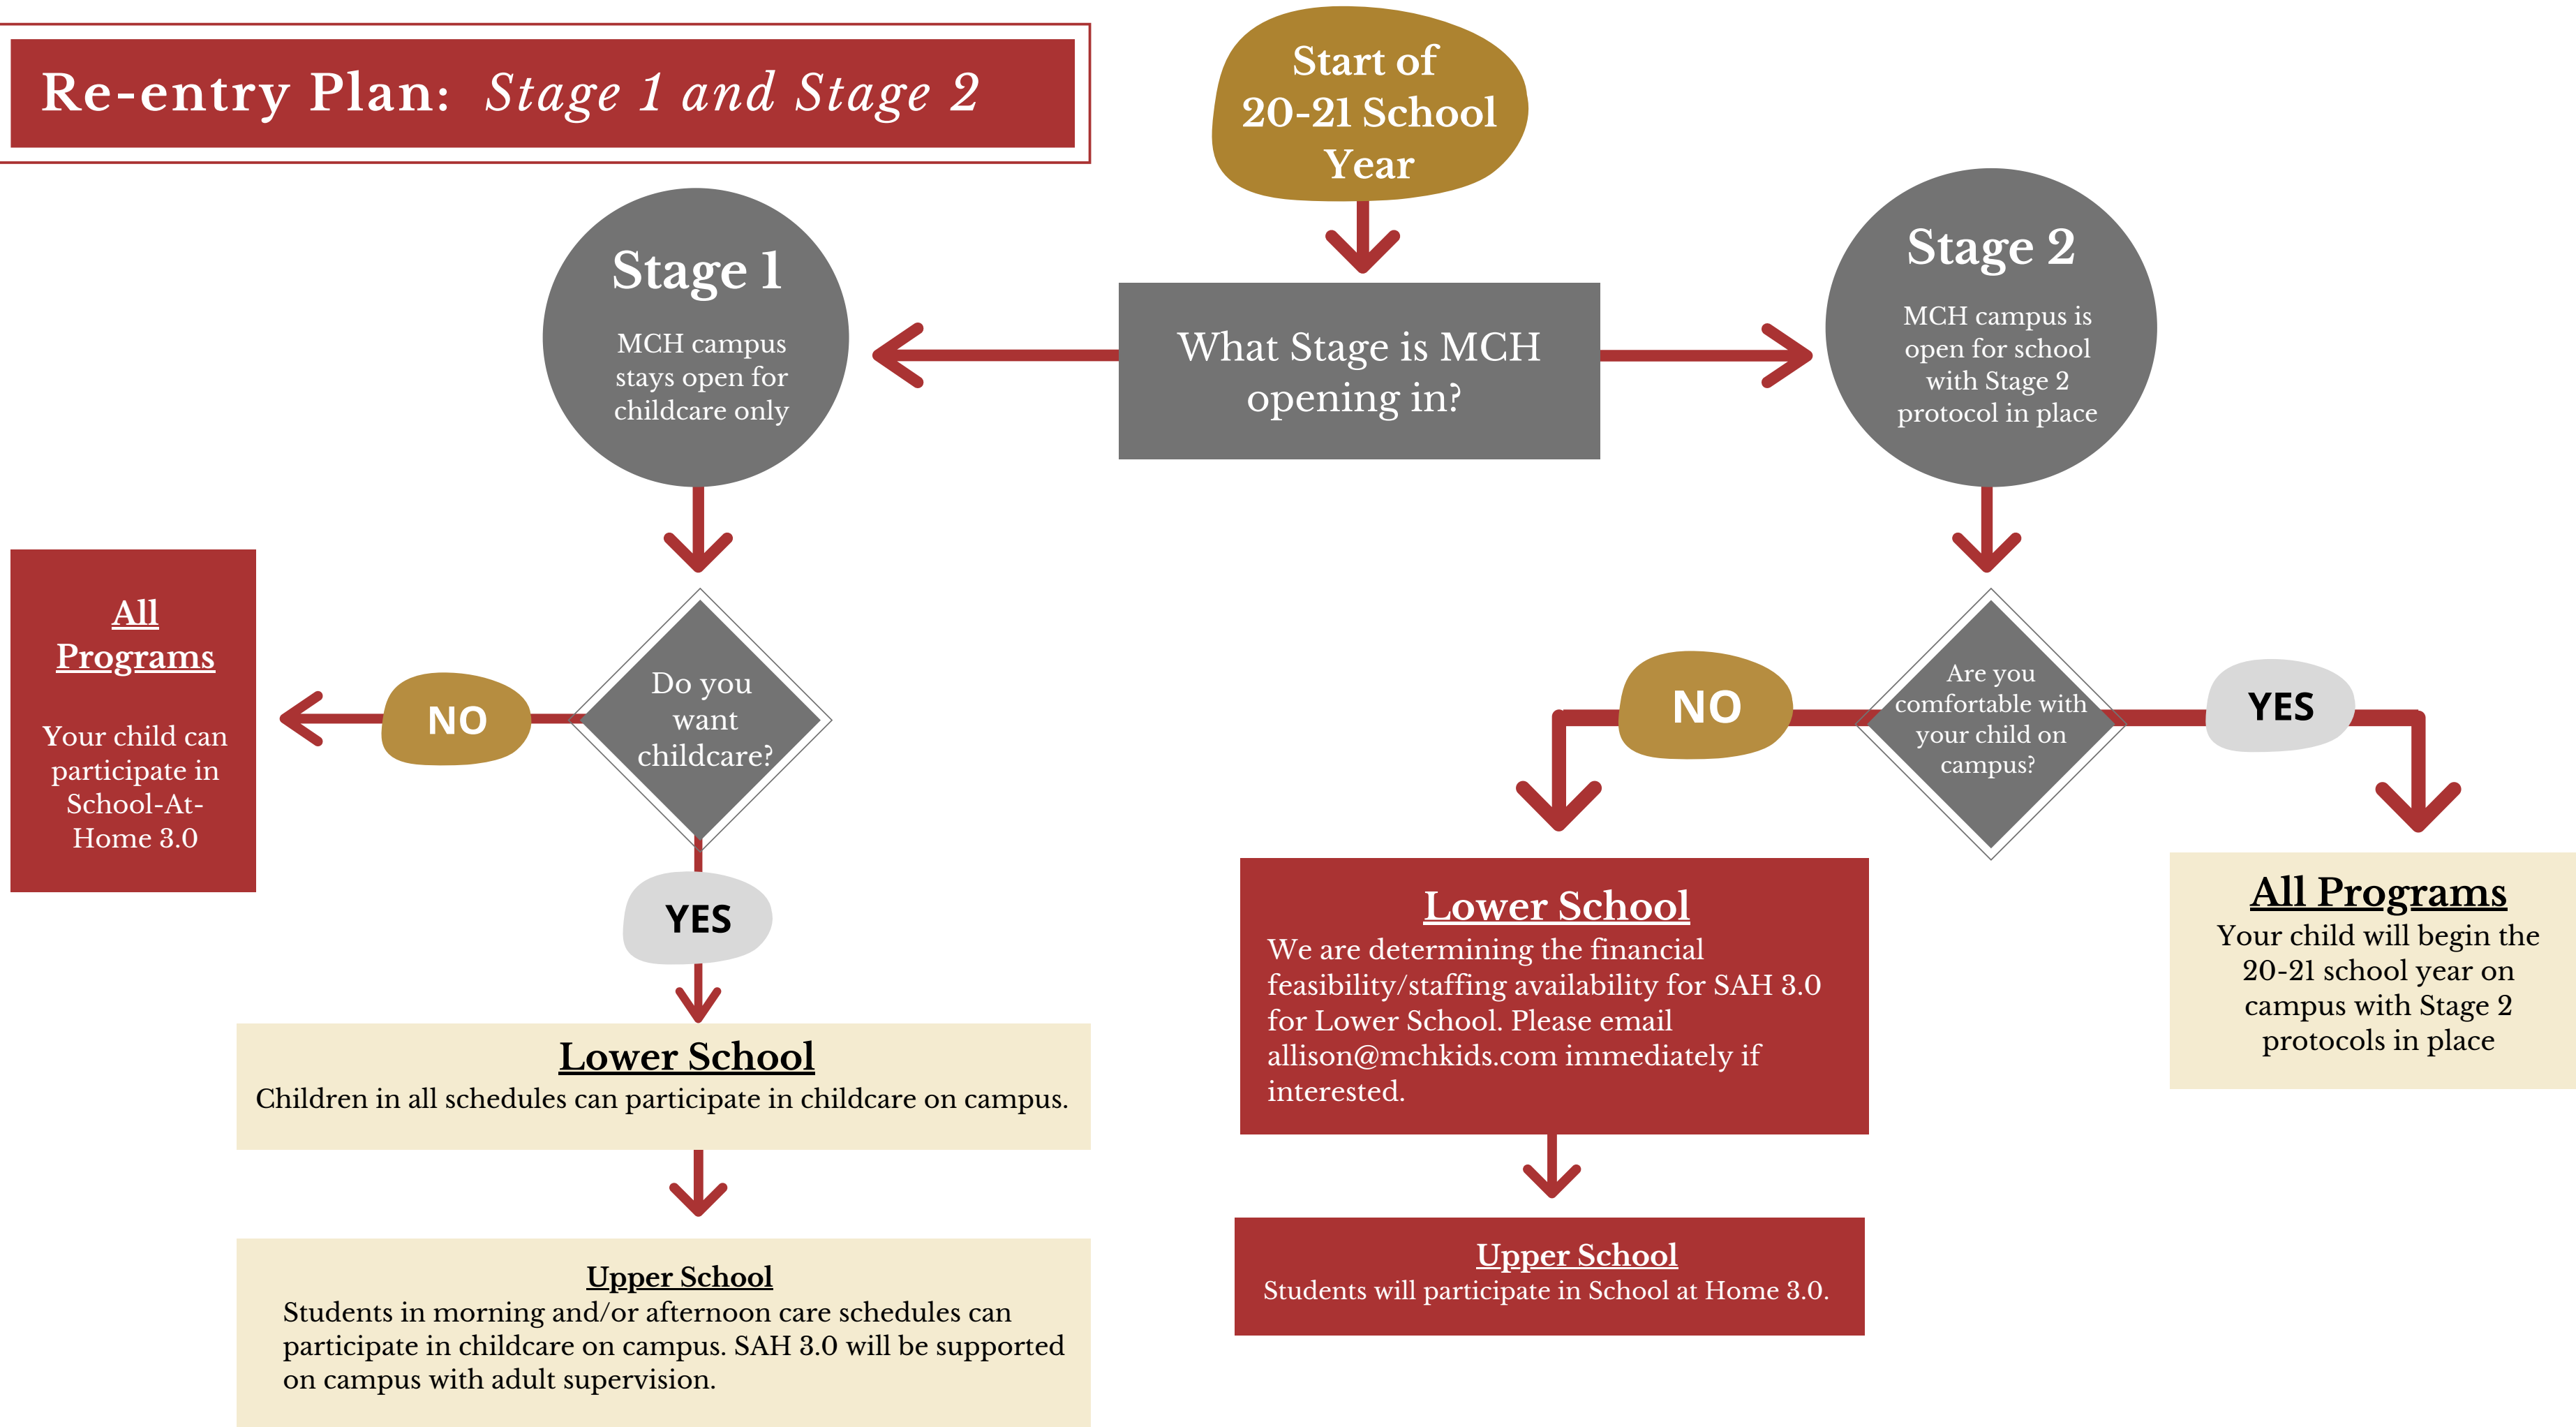 Re-entry Plan: Stage 1 and Stage 2
Start of
20-21 School
Year
What Stage is MCH
opening in?
Stage 1
MCH campus
stays open for
childcare only
Do you
want
childcare?
NO
All
Programs
Your child can
participate in
School-At-
Home 3.0
YES
Lower School
Children in all schedules can participate in childcare on campus.
Upper School
Students in morning and/or afternoon care schedules can
participate in childcare on campus. SAH 3.0 will be supported
on campus with adult supervision.
Stage 2
MCH campus is
open for school
with Stage 2
protocol in place
Are you
comfortable with
your child on
campus?
NO
Lower School
We are determining the financial
feasibility/staffing availability for SAH 3.0
for Lower School. Please email
allison@mchkids.com immediately if
interested.
Upper School
Students will participate in School at Home 3.0.
YES
All Programs
Your child will begin the
20-21 school year on
campus with Stage 2
protocols in place